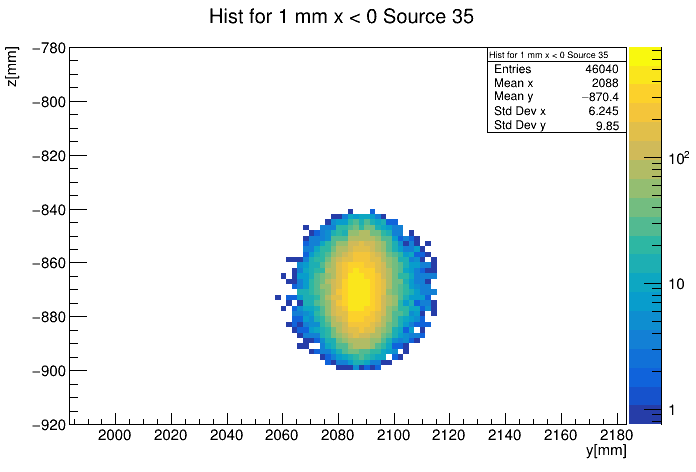 Hist for 1 mm x < 0 Source 35
z[mm]
−780
−800
−820
−840
−860
−880
−900
−920
Hist for 1 mm x < 0 Source 35
Entries 46040
Mean x 2088
Mean y −870.4
Std Dev x 6.245
Std Dev y 9.85
10²
10
1
2000 2020 2040 2060 2080 2100 2120 2140 2160 2180
y[mm]